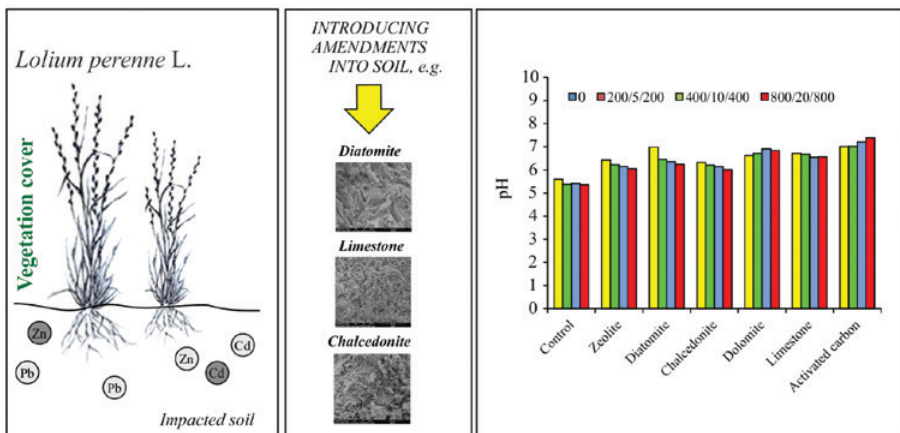 Lolium perenne L.
Vegetation cover
Zn
Cd
Zn
Pb
Cd
Pb
Impacted soil
INTRODUCING
AMENDMENTS
INTO SOIL, e.g.
Diatomite
Limestone
Chalcedonite
10
9
8
7
6
5
4
3
2
1
0
pH
0
200/5/200
400/10/400
800/20/800
Control
Zeolite
Diatomite
Chalcedonite
Dolomite
Limestone
Activated carbon